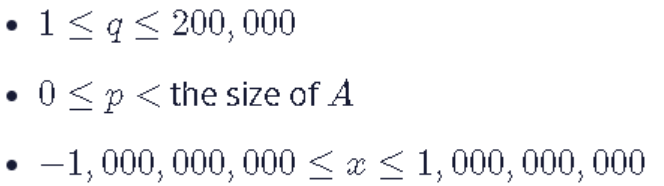 • 1 ≤ q ≤ 200, 000
• 0 ≤ p < the size of A
• −1, 000, 000, 000 ≤ x ≤ 1, 000, 000, 000